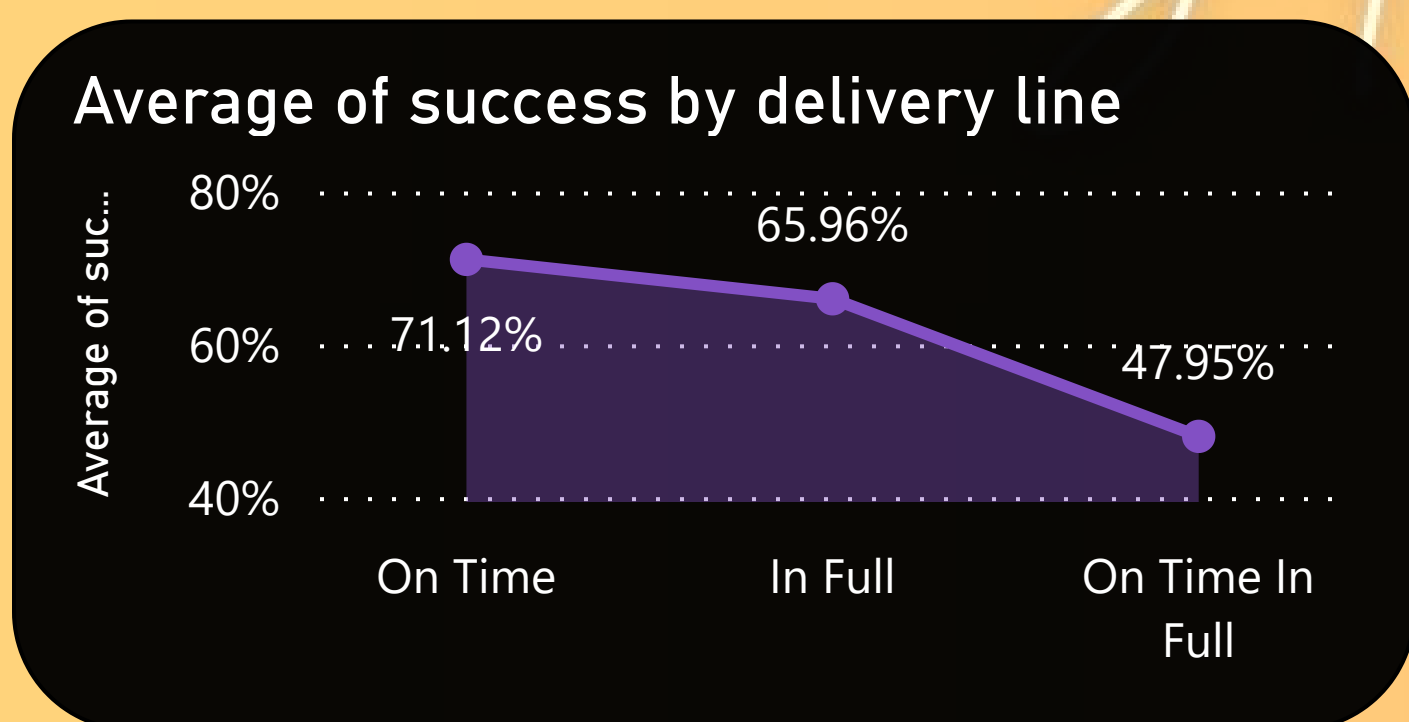 Average of success by delivery line
Average of suc...
80%
60%
40%
71.12%
65.96%
47.95%
On Time
In Full
On Time In
Full